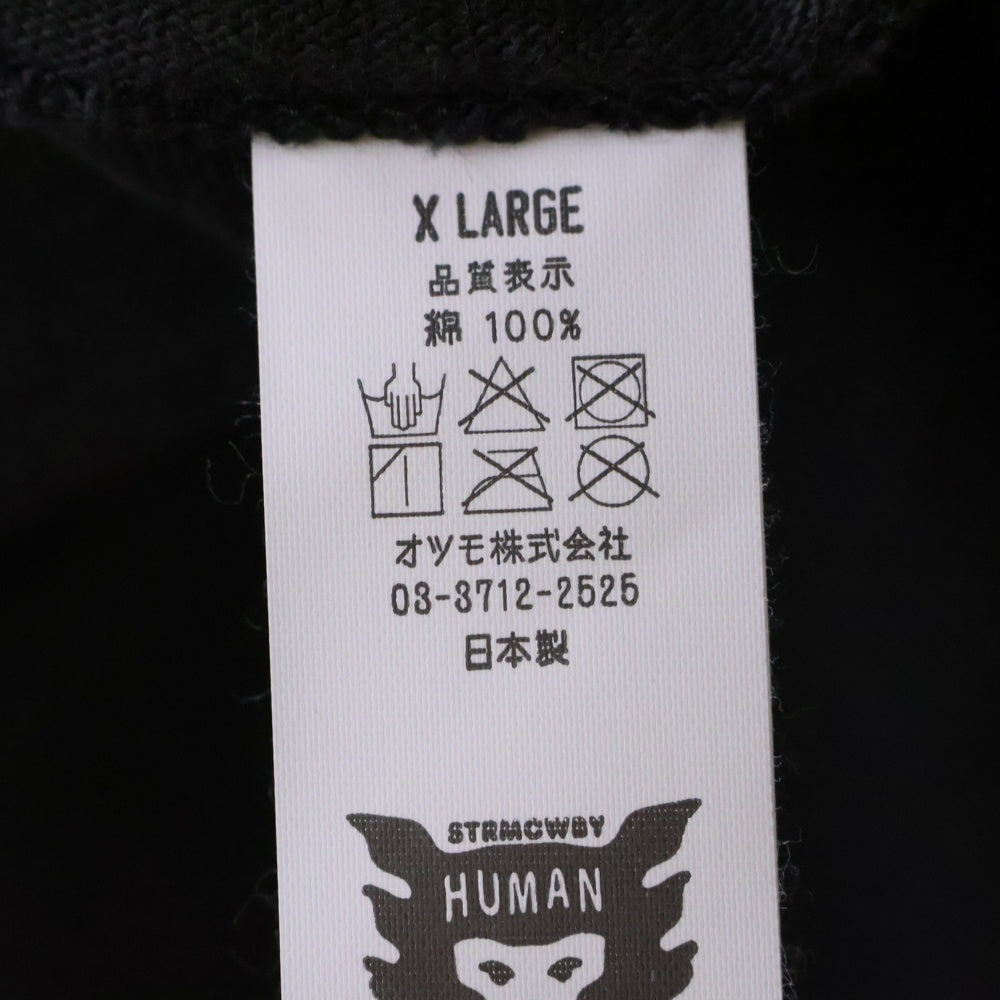 X LARGE
品質表示
綿 100%
オツモ株式会社
03-3712-2525
日本製
STRMCWBY
HUMAN